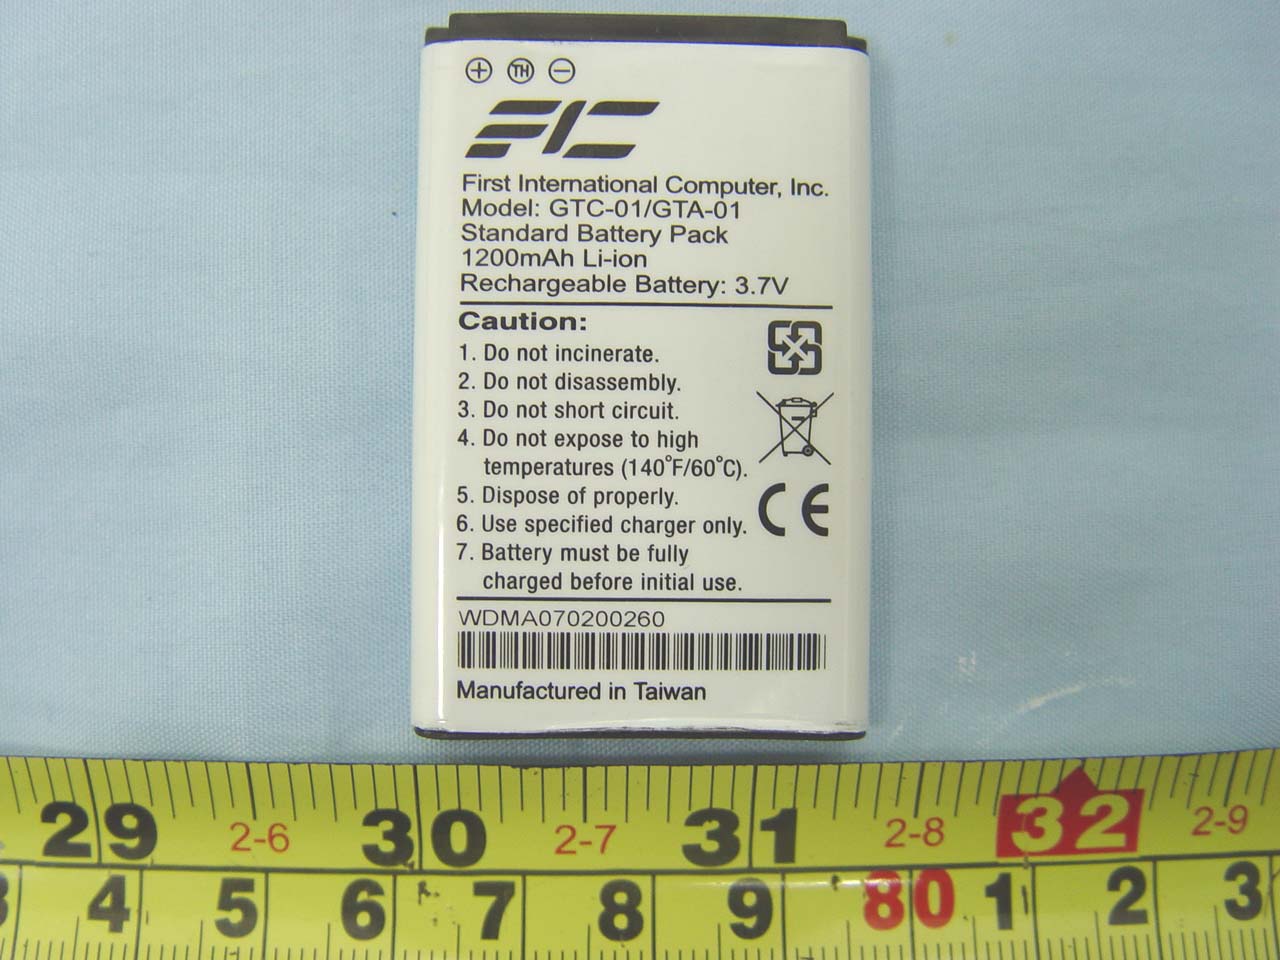 + TH −
FIC
First International Computer, Inc.
Model: GTC-01/GTA-01
Standard Battery Pack
1200mAh Li-ion
Rechargeable Battery: 3.7V
Caution:
1. Do not incinerate.
2. Do not disassembly.
3. Do not short circuit.
4. Do not expose to high
temperatures (140°F/60°C).
5. Dispose of properly.
6. Use specified charger only.
7. Battery must be fully
charged before initial use.
CE
WDMA070200260
Manufactured in Taiwan
29 2-6 30 2-7 31 2-8 32 2-9
3 4 5 6 7 8 9 80 1 2 3